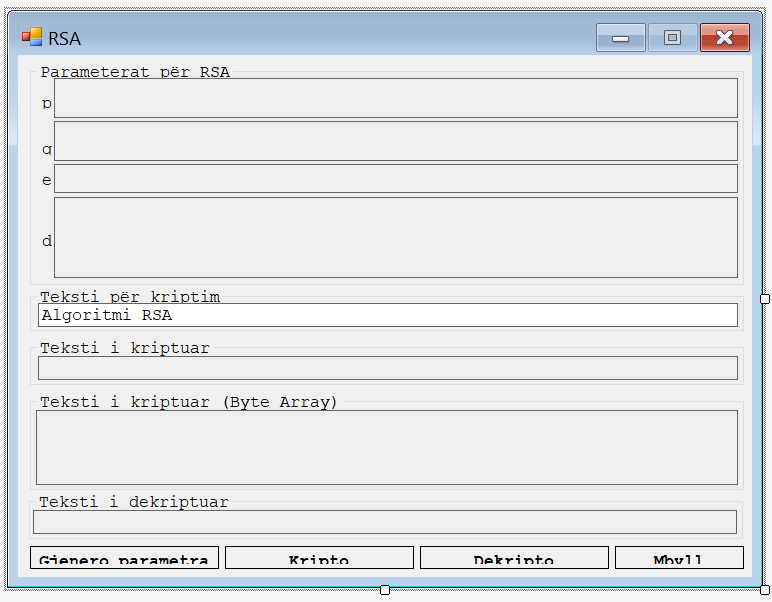 RSA
Parameterat për RSA
p
q
e
d
Teksti për kriptim
Algoritmi RSA
Teksti i kriptuar
Teksti i kriptuar (Byte Array)
Teksti i dekriptuar
Gjenero parametra
Kripto
Dekripto
Mbyll